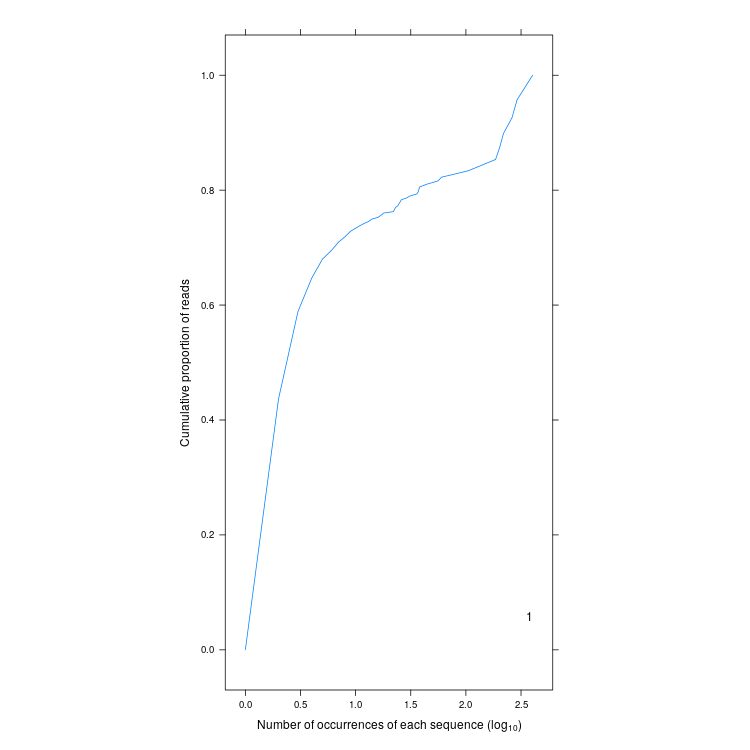 1.0
0.8
0.6
0.4
0.2
0.0
Cumulative proportion of reads
1
0.0 0.5 1.0 1.5 2.0 2.5
Number of occurrences of each sequence (log₁₀)